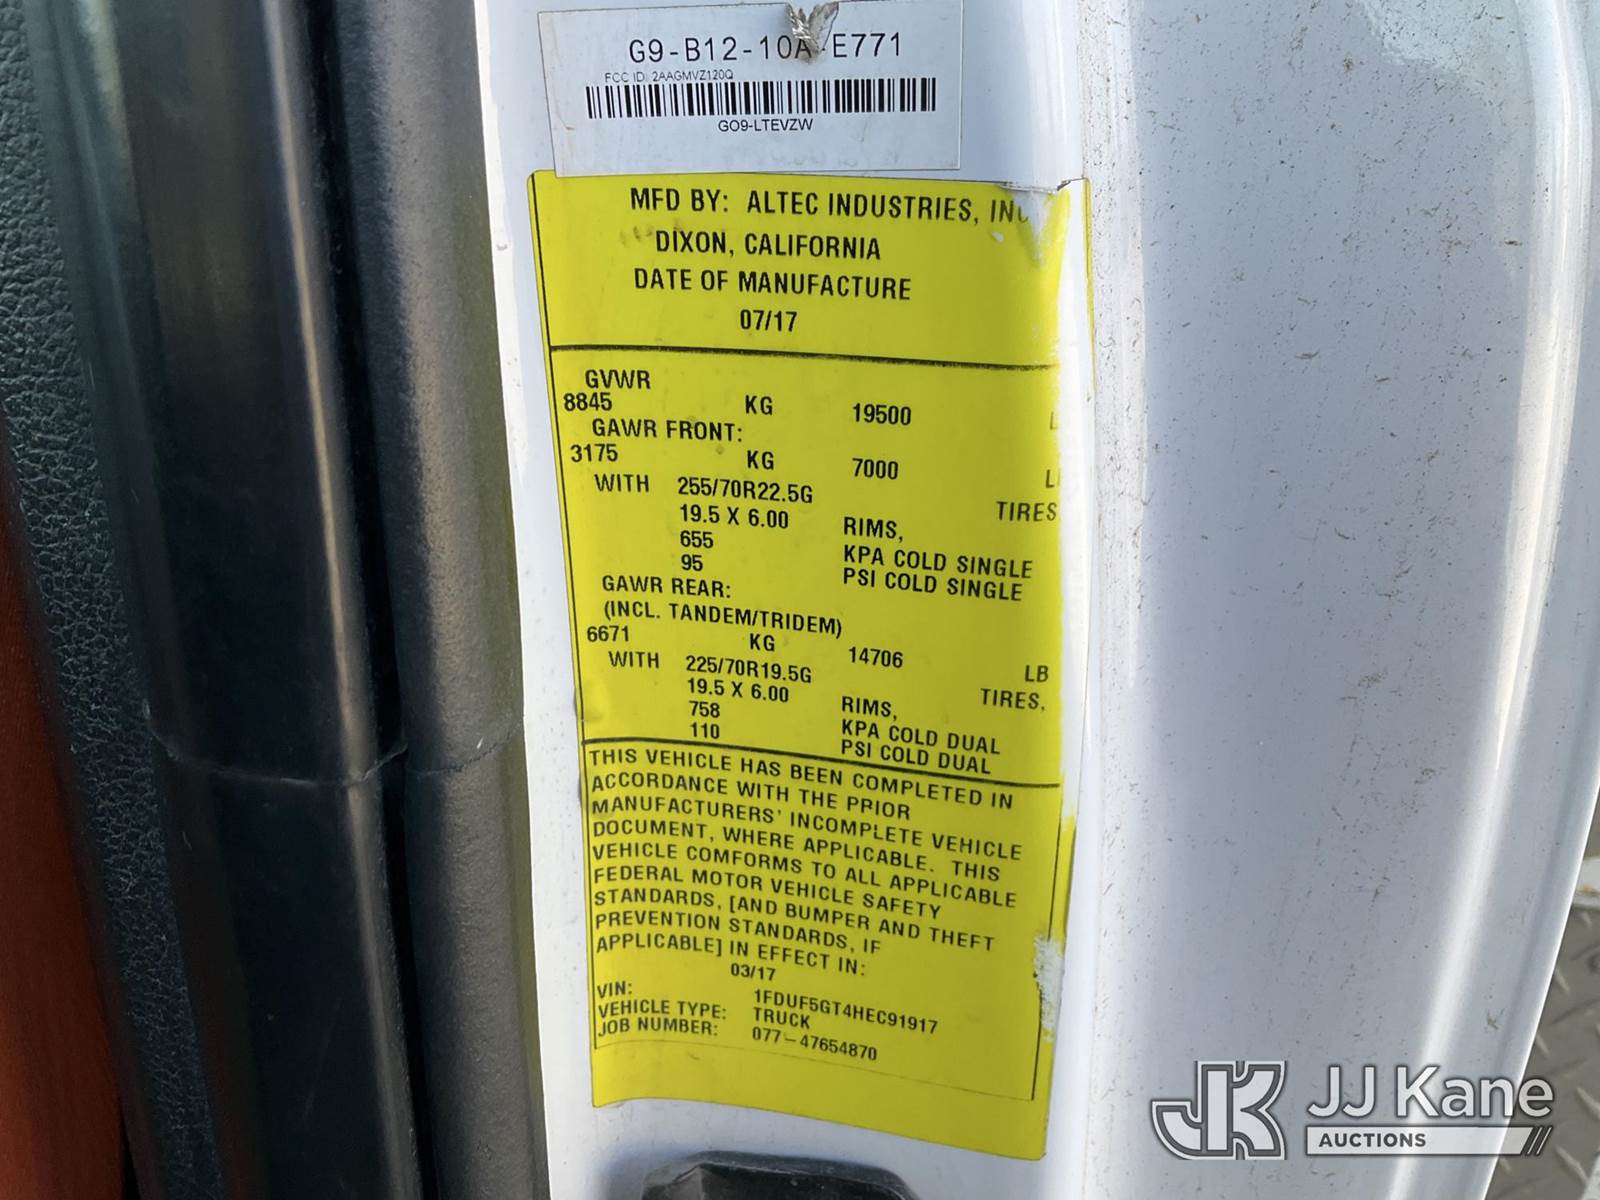 G9-B12-10A-E771
FCC ID: 2AAGMVZ120Q
GO9-LTEVZW
MFD BY: ALTEC INDUSTRIES, INC
DIXON, CALIFORNIA
DATE OF MANUFACTURE
07/17
GVWR
8845 KG 19500
GAWR FRONT:
3175 KG 7000
WITH 255/70R22.5G TIRES
19.5 X 6.00 RIMS,
655 KPA COLD SINGLE
95 PSI COLD SINGLE
GAWR REAR:
(INCL. TANDEM/TRIDEM)
6671 KG 14706 LB
WITH 225/70R19.5G TIRES,
19.5 X 6.00 RIMS,
758 KPA COLD DUAL
110 PSI COLD DUAL
THIS VEHICLE HAS BEEN COMPLETED IN
ACCORDANCE WITH THE PRIOR
MANUFACTURERS' INCOMPLETE VEHICLE
DOCUMENT, WHERE APPLICABLE. THIS
VEHICLE COMFORMS TO ALL APPLICABLE
FEDERAL MOTOR VEHICLE SAFETY
STANDARDS, [AND BUMPER AND THEFT
PREVENTION STANDARDS, IF
APPLICABLE] IN EFFECT IN:
03/17
VIN: 1FDUF5GT4HEC91917
VEHICLE TYPE: TRUCK
JOB NUMBER: 077-47654870
JK JJ Kane
AUCTIONS